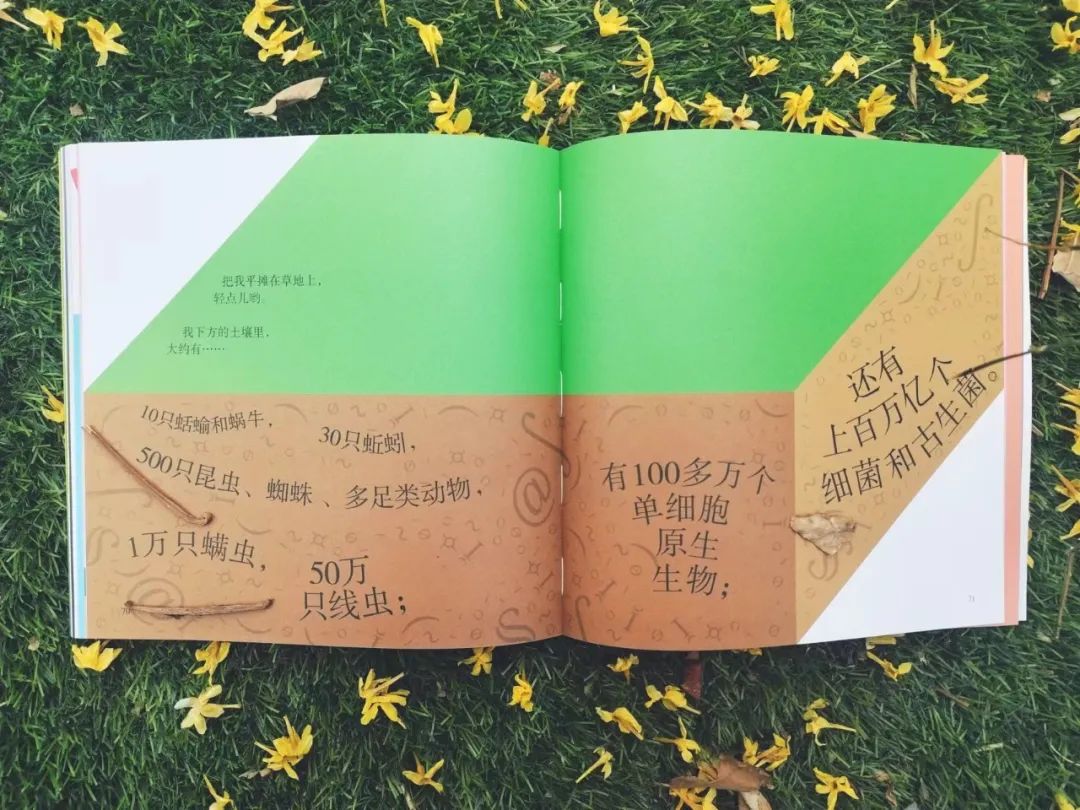 把我平摊在草地上，
轻点儿哟。
我下方的土壤里，
大约有……
10只蛞蝓和蜗牛，
30只蚯蚓，
500只昆虫、蜘蛛、多足类动物，
1万只螨虫，
50万
只线虫；
70
有100多万个
单细胞
原生
生物；
还有
上百万亿个
细菌和古生菌。
71